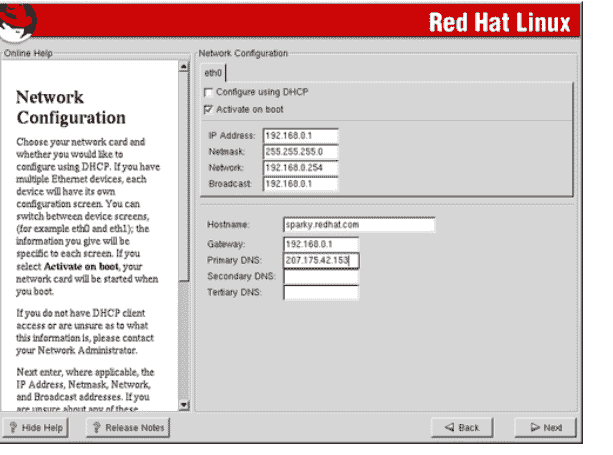 Red Hat Linux
Online Help
Network
Configuration
Choose your network card and
whether you would like to
configure using DHCP. If you have
multiple Ethernet devices, each
device will have its own
configuration screen. You can
switch between device screens,
(for example eth0 and eth1); the
information you give will be
specific to each screen. If you
select Activate on boot, your
network card will be started when
you boot.
If you do not have DHCP client
access or are unsure as to what
this information is, please contact
your Network Administrator.
Next enter, where applicable, the
IP Address, Netmask, Network,
and Broadcast addresses. If you
are unsure about any of these
Network Configuration
eth0
Configure using DHCP
Activate on boot
IP Address: 192.168.0.1
Netmask: 255.255.255.0
Network: 192.168.0.254
Broadcast: 192.168.0.1
Hostname: sparky.redhat.com
Gateway: 192.168.0.1
Primary DNS: 207.175.42.153
Secondary DNS:
Tertiary DNS:
Hide Help
Release Notes
Back
Next